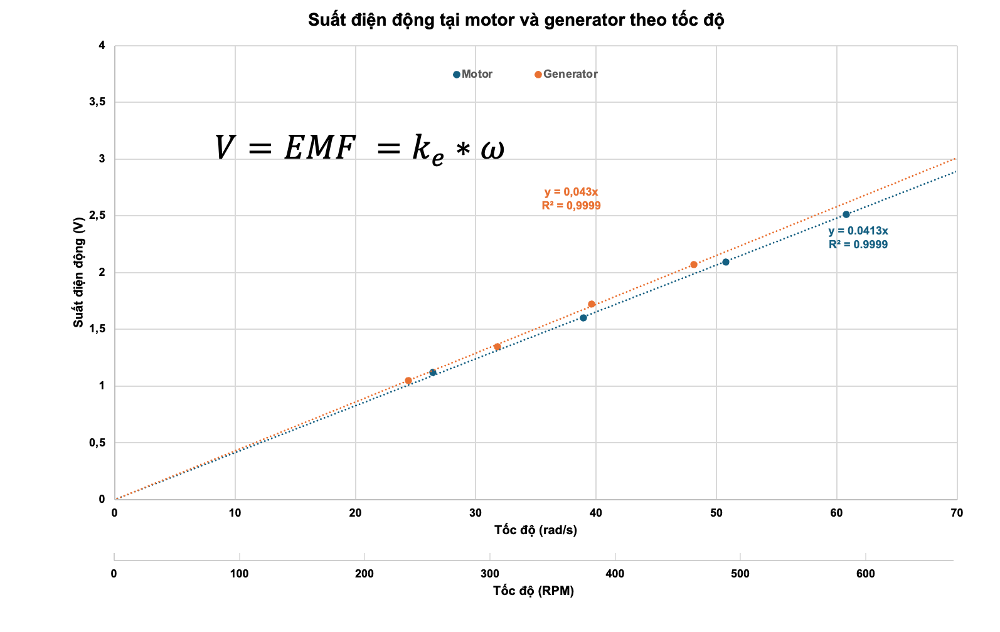 Suất điện động tại motor và generator theo tốc độ
4
Motor Generator
3,5
V = EMF = kₑ * ω
3
y = 0,043x
R² = 0,9999
2,5
y = 0.0413x
R² = 0.9999
Suất điện động (V)
2
1,5
1
0,5
0
0 10 20 30 40 50 60 70
Tốc độ (rad/s)
0 100 200 300 400 500 600
Tốc độ (RPM)